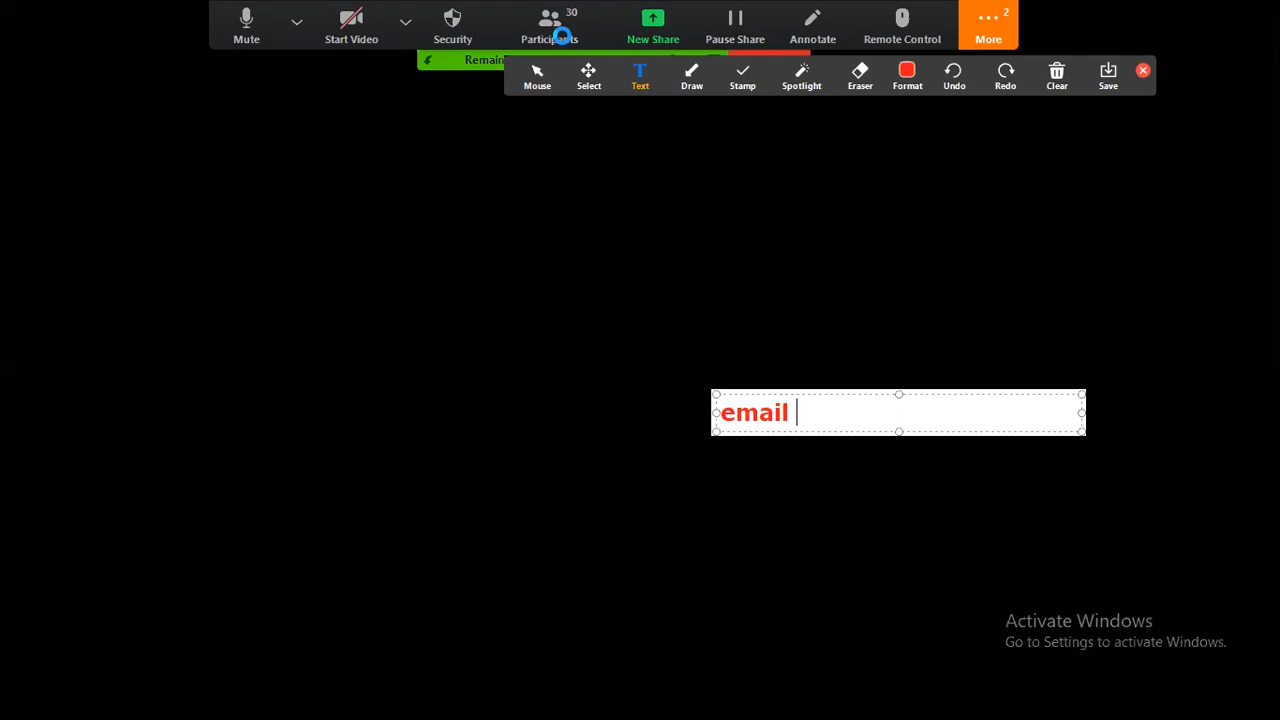 30
2
Mute
Start Video
Security
Participants
New Share
Pause Share
Annotate
Remote Control
More
Remain
Mouse
Select
Text
Draw
Stamp
Spotlight
Eraser
Format
Undo
Redo
Clear
Save
email
Activate Windows
Go to Settings to activate Windows.